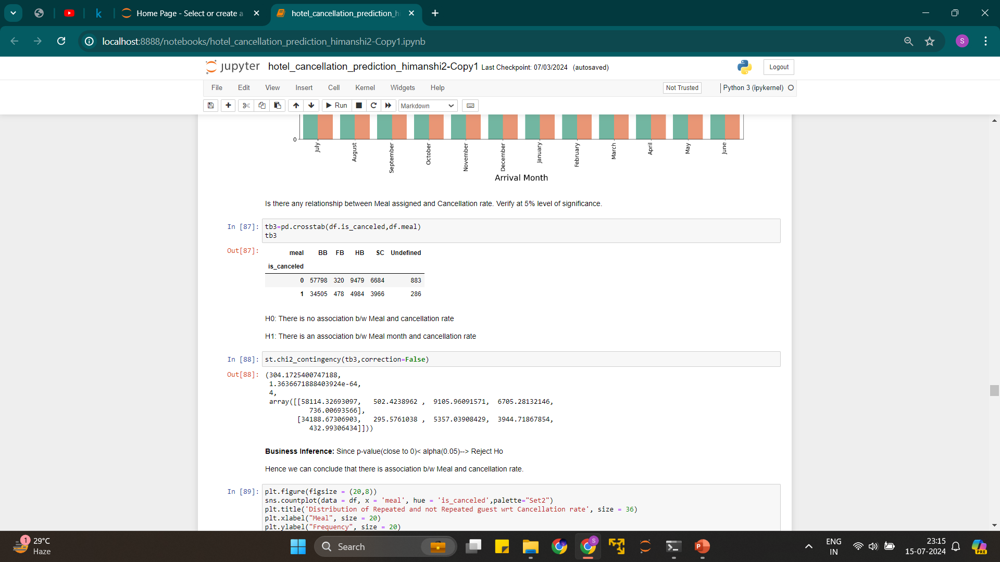 Home Page - Select or create a
hotel_cancellation_prediction_h
localhost:8888/notebooks/hotel_cancellation_prediction_himanshi2-Copy1.ipynb
S
jupyter hotel_cancellation_prediction_himanshi2-Copy1 Last Checkpoint: 07/03/2024 (autosaved)
Logout
File Edit View Insert Cell Kernel Widgets Help
Not Trusted
Python 3 (ipykernel)
Run
Markdown
0
July August September October November December January February March April May June
Arrival Month
Is there any relationship between Meal assigned and Cancellation rate. Verify at 5% level of significance.
In [87]: tb3=pd.crosstab(df.is_canceled,df.meal)
tb3
Out[87]: meal BB FB HB SC Undefined
is_canceled
0 57798 320 9479 6684 883
1 34505 478 4984 3966 286
H0: There is no association b/w Meal and cancellation rate
H1: There is an association b/w Meal month and cancellation rate
In [88]: st.chi2_contingency(tb3,correction=False)
Out[88]: (304.1725400747188,
1.3636671888403924e-64,
4,
array([[58114.32693097, 502.4238962 , 9105.96091571, 6705.28132146,
736.00693566],
[34188.67306903, 295.5761038 , 5357.03908429, 3944.71867854,
432.99306434]]))
Business Inference: Since p-value(close to 0)< alpha(0.05)--> Reject Ho
Hence we can conclude that there is association b/w Meal and cancellation rate.
In [89]: plt.figure(figsize = (20,8))
sns.countplot(data = df, x = 'meal', hue = 'is_canceled',palette="Set2")
plt.title('Distribution of Repeated and not Repeated guest wrt Cancellation rate', size = 36)
plt.xlabel("Meal", size = 20)
plt.ylabel("Frequency", size = 20)
1
29°C
Haze
Search
S
P
ENG
IN
23:15
15-07-2024
PRE